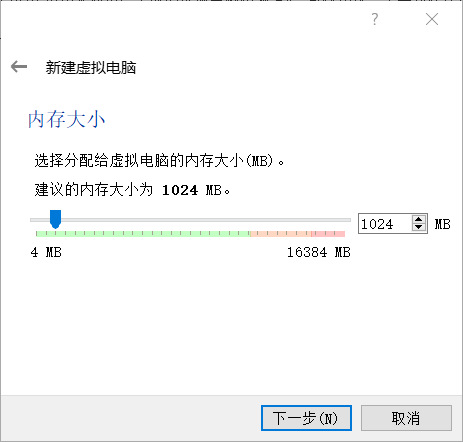 ?
新建虚拟电脑
内存大小
选择分配给虚拟电脑的内存大小(MB)。
建议的内存大小为 1024 MB。
1024 MB
4 MB 16384 MB
下一步(N) 取消